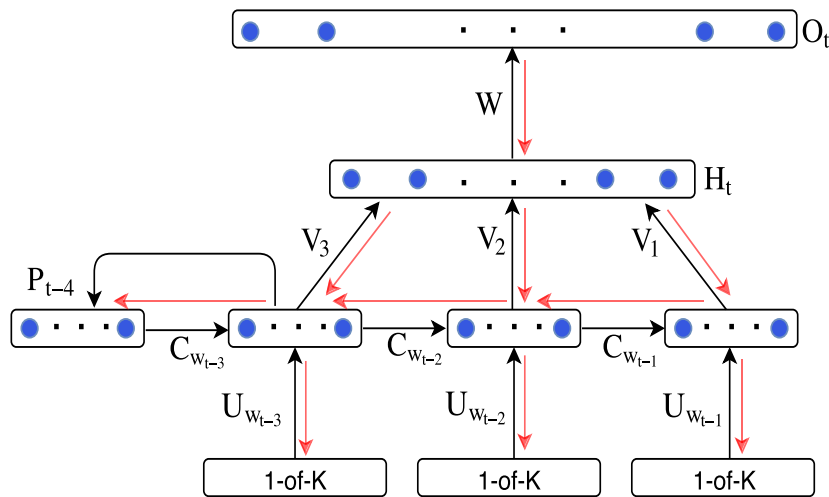 O_t
W
H_t
V_3
V_2
V_1
P_{t-4}
C_{w_{t-3}}
C_{w_{t-2}}
C_{w_{t-1}}
U_{w_{t-3}}
U_{w_{t-2}}
U_{w_{t-1}}
1-of-K
1-of-K
1-of-K